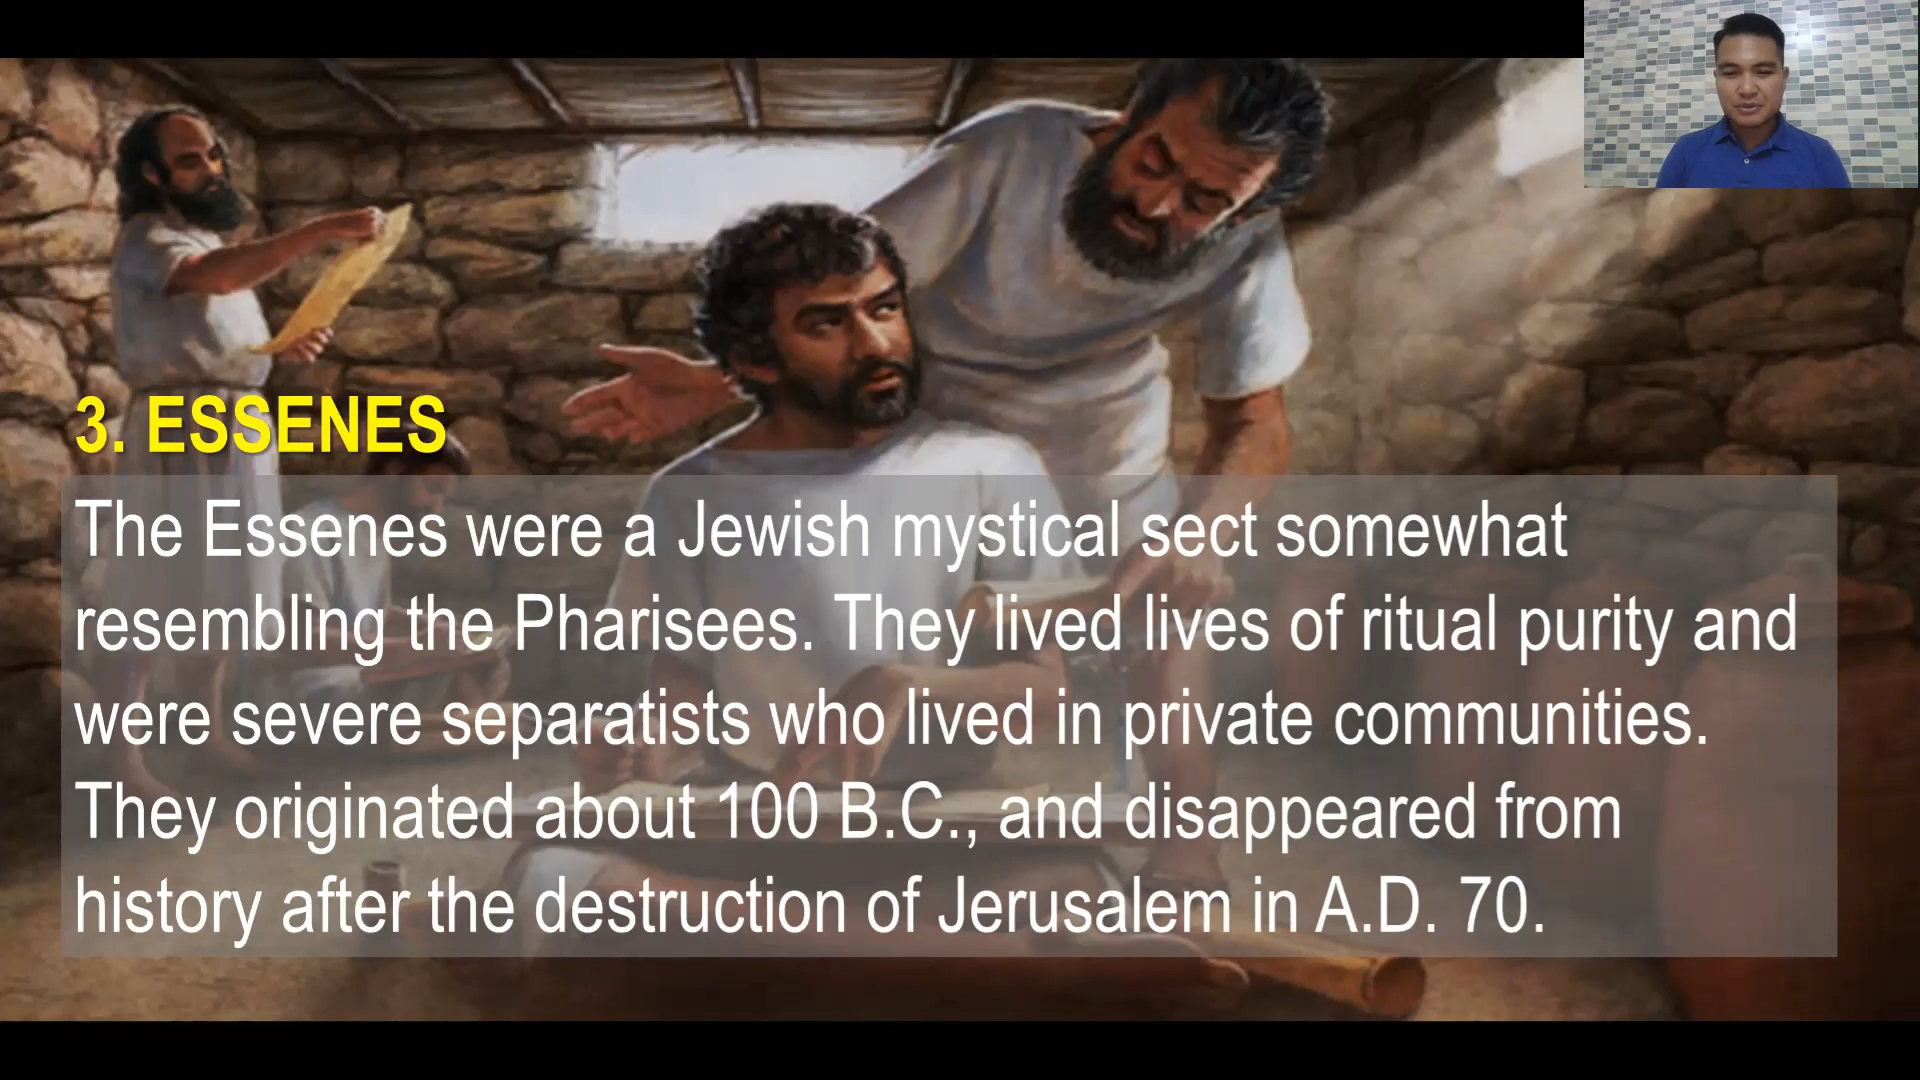 3. ESSENES
The Essenes were a Jewish mystical sect somewhat
resembling the Pharisees. They lived lives of ritual purity and
were severe separatists who lived in private communities.
They originated about 100 B.C., and disappeared from
history after the destruction of Jerusalem in A.D. 70.